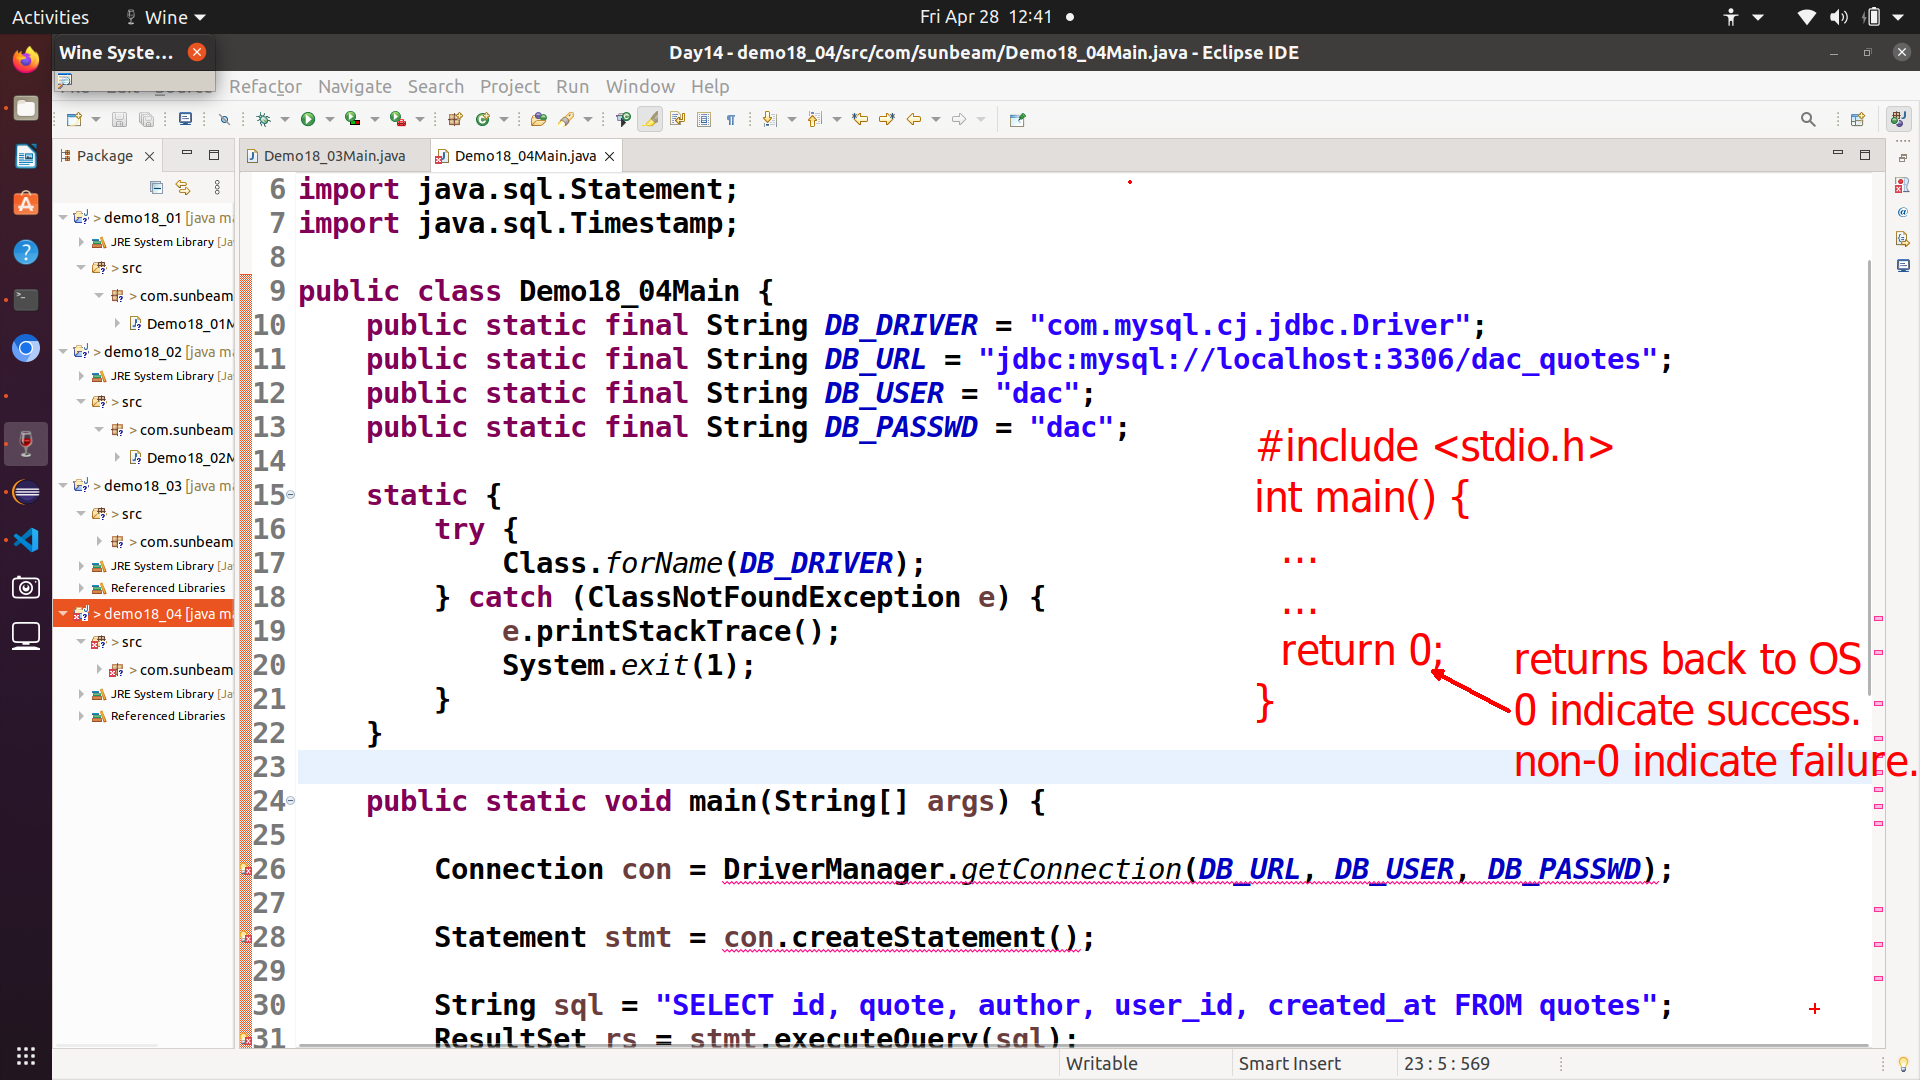 Activities
Wine
Fri Apr 28 12:41
Wine Syste...
Day14 - demo18_04/src/com/sunbeam/Demo18_04Main.java - Eclipse IDE
Refactor Navigate Search Project Run Window Help
Package
Demo18_03Main.java
Demo18_04Main.java
> demo18_01 [java m
JRE System Library [Ja
> src
> com.sunbeam
Demo18_01M
> demo18_02 [java m
JRE System Library [Ja
> src
> com.sunbeam
Demo18_02M
> demo18_03 [java m
> src
> com.sunbeam
JRE System Library [Ja
Referenced Libraries
> demo18_04 [java m
> src
> com.sunbeam
JRE System Library [Ja
Referenced Libraries
6 import java.sql.Statement;
7 import java.sql.Timestamp;
8
9 public class Demo18_04Main {
10 public static final String DB_DRIVER = "com.mysql.cj.jdbc.Driver";
11 public static final String DB_URL = "jdbc:mysql://localhost:3306/dac_quotes";
12 public static final String DB_USER = "dac";
13 public static final String DB_PASSWD = "dac";
14
15 static {
16 try {
17 Class.forName(DB_DRIVER);
18 } catch (ClassNotFoundException e) {
19 e.printStackTrace();
20 System.exit(1);
21 }
22 }
23
24 public static void main(String[] args) {
25
26 Connection con = DriverManager.getConnection(DB_URL, DB_USER, DB_PASSWD);
27
28 Statement stmt = con.createStatement();
29
30 String sql = "SELECT id, quote, author, user_id, created_at FROM quotes";
31 ResultSet rs = stmt.executeQuery(sql);
#include <stdio.h>
int main() {
...
...
return 0;
}
returns back to OS
0 indicate success.
non-0 indicate failure.
Writable
Smart Insert
23 : 5 : 569